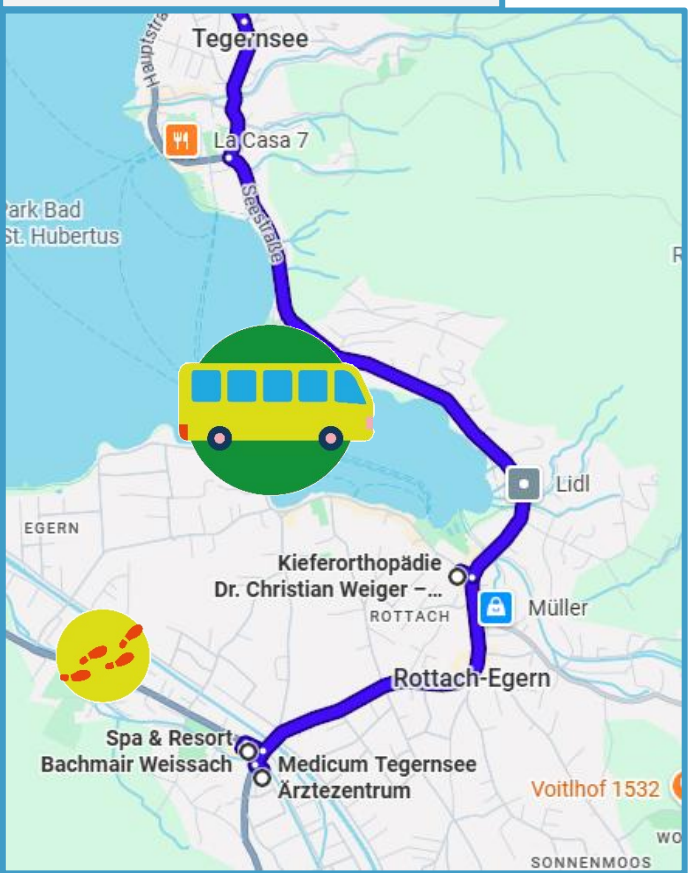 Hauptstra
Tegernsee
La Casa 7
Seestraße
Park Bad
St. Hubertus
R
Lidl
EGERN
Kieferorthopädie
Dr. Christian Weiger –...
ROTTACH
Müller
Rottach-Egern
Spa & Resort
Bachmair Weissach
Medicum Tegernsee
Ärztezentrum
Voitlhof 1532
WO
SONNENMOOS